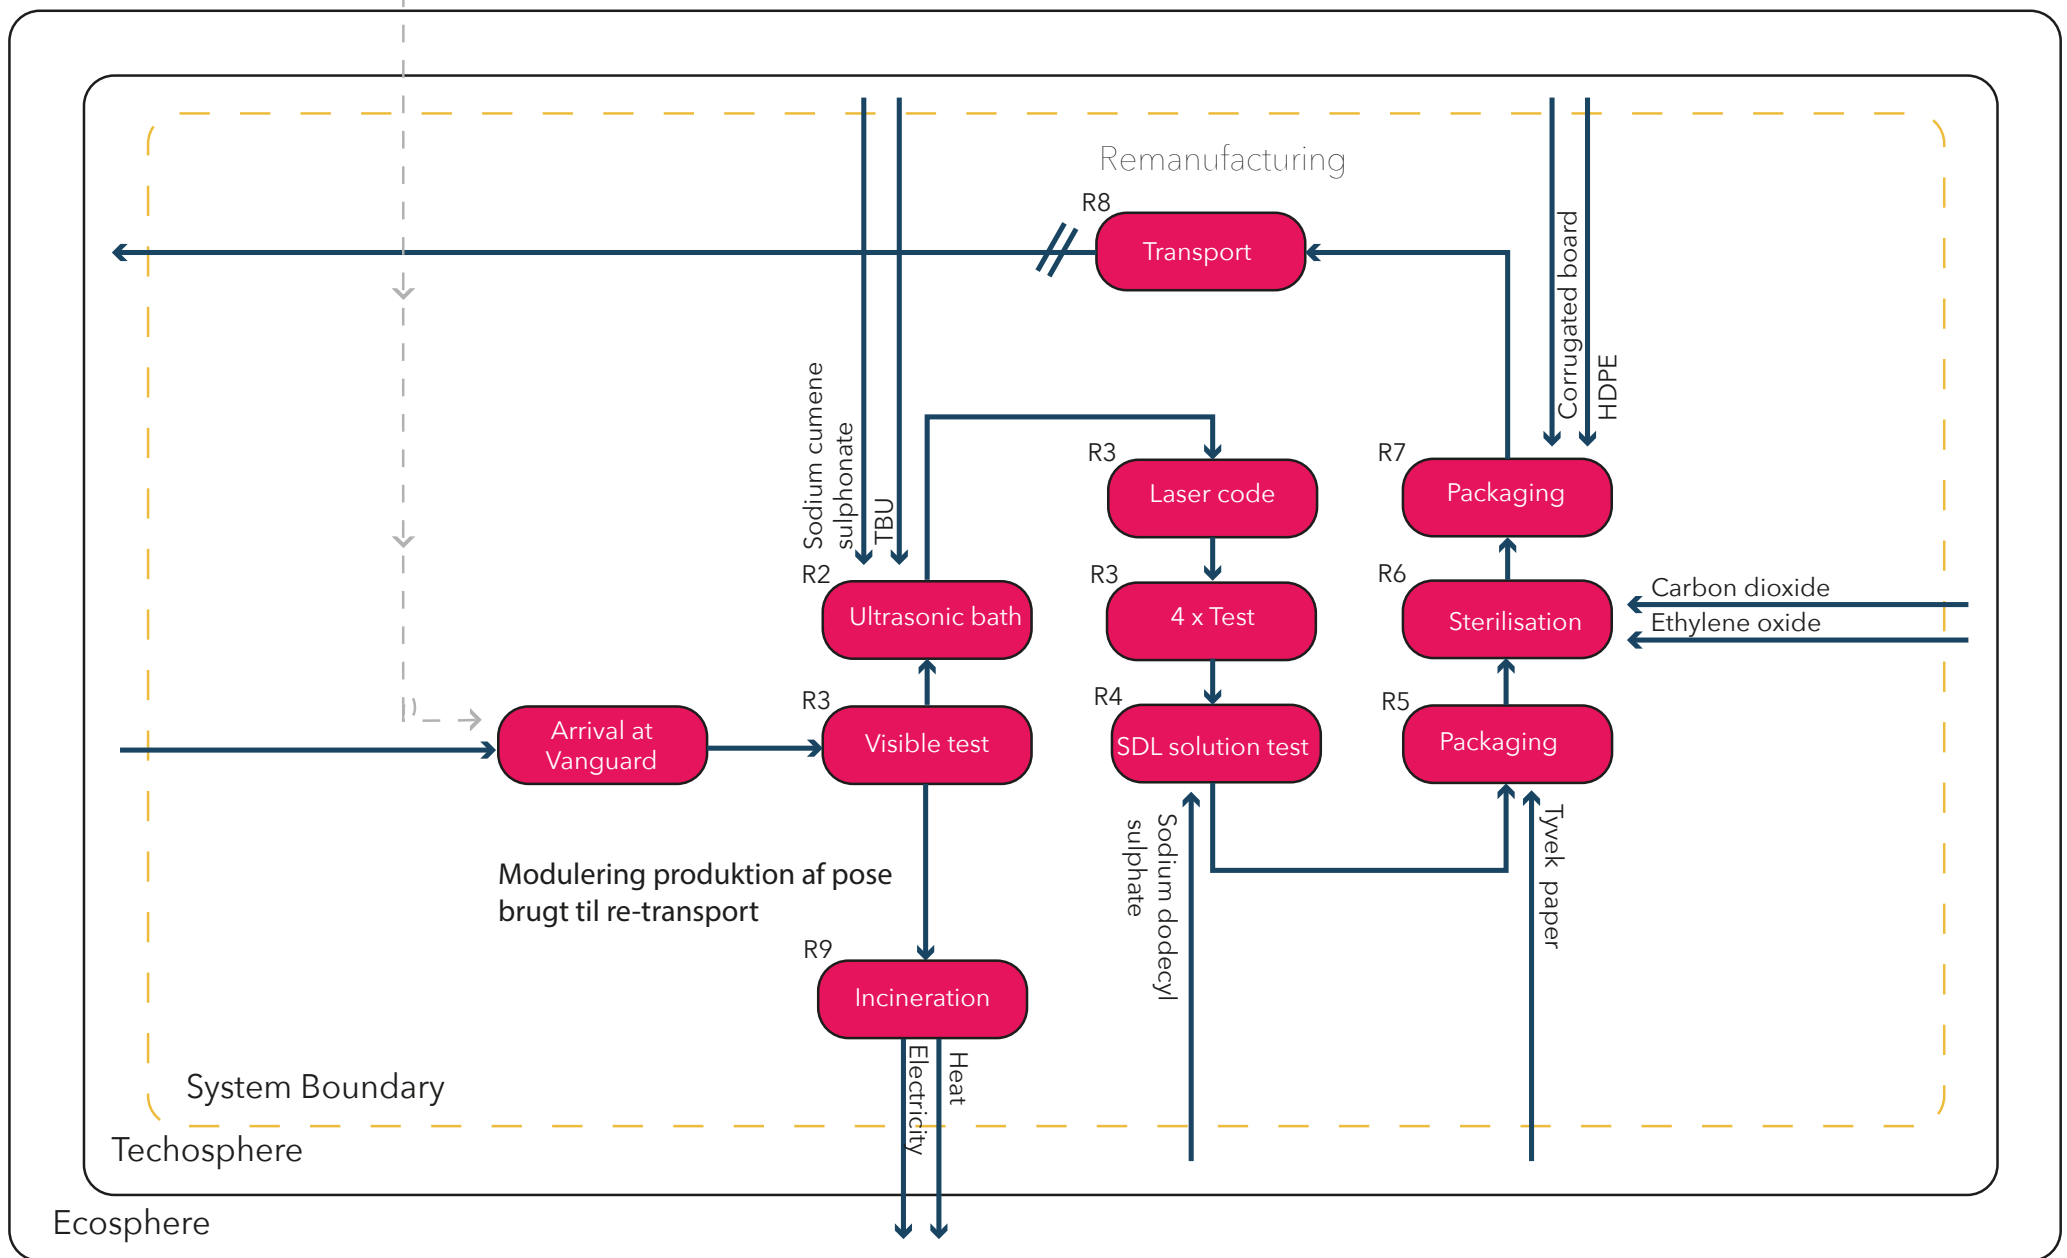 Remanufacturing
R8
Transport
Corrugated board
HDPE
Sodium cumene
sulphonate
TBU
R3
Laser code
R7
Packaging
R2
Ultrasonic bath
R3
4 x Test
R6
Sterilisation
Carbon dioxide
Ethylene oxide
Arrival at
Vanguard
R3
Visible test
R4
SDL solution test
R5
Packaging
Sodium dodecyl
sulphate
Tyvek paper
Modulering produktion af pose
brugt til re-transport
R9
Incineration
Electricity
Heat
System Boundary
Techosphere
Ecosphere